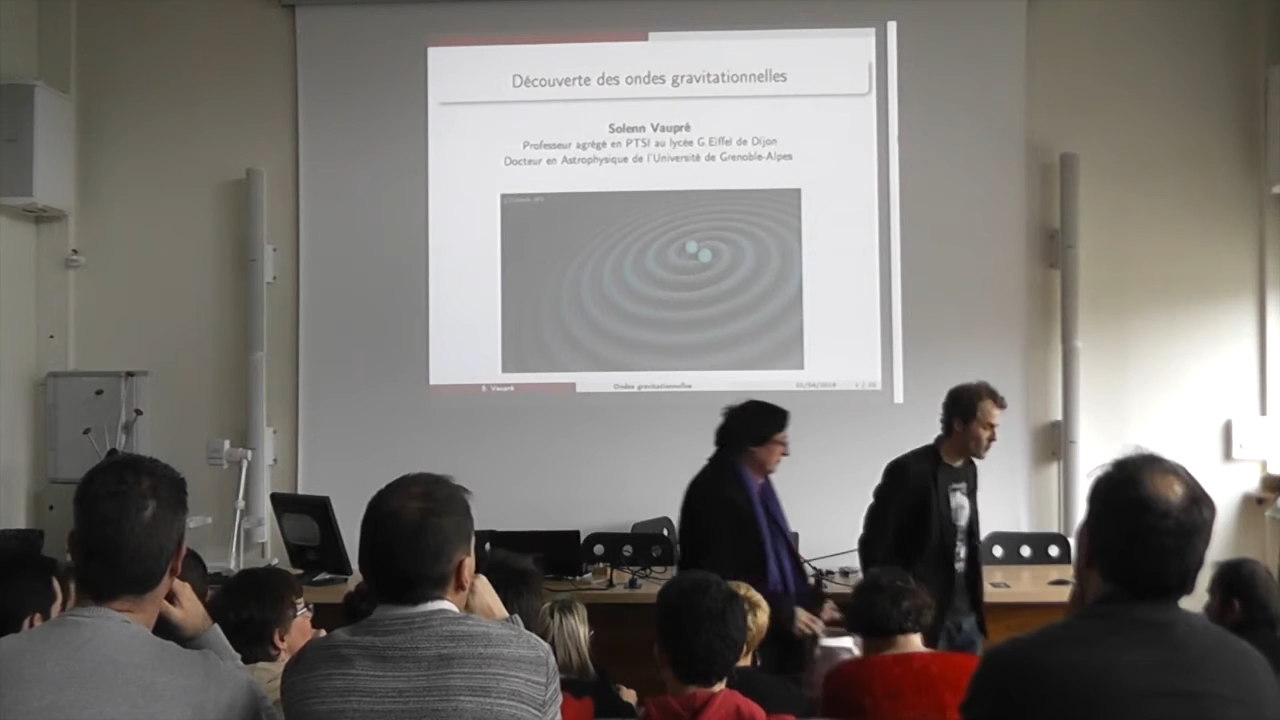 Découverte des ondes gravitationnelles
Solenn Vaupré
Professeur agrégé en PTSI au lycée G.Eiffel de Dijon
Docteur en Astrophysique de l'Université de Grenoble-Alpes
S. Vaupré
Ondes gravitationnelles